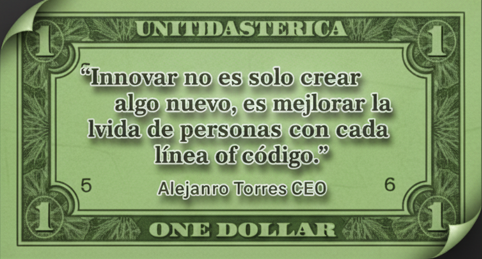 1 UNITIDASTERICA 1
“Innovar no es solo crear
algo nuevo, es mejlorar la
lvida de personas con cada
línea of código.”
5 Alejanro Torres CEO 6
1 ONE DOLLAR 1